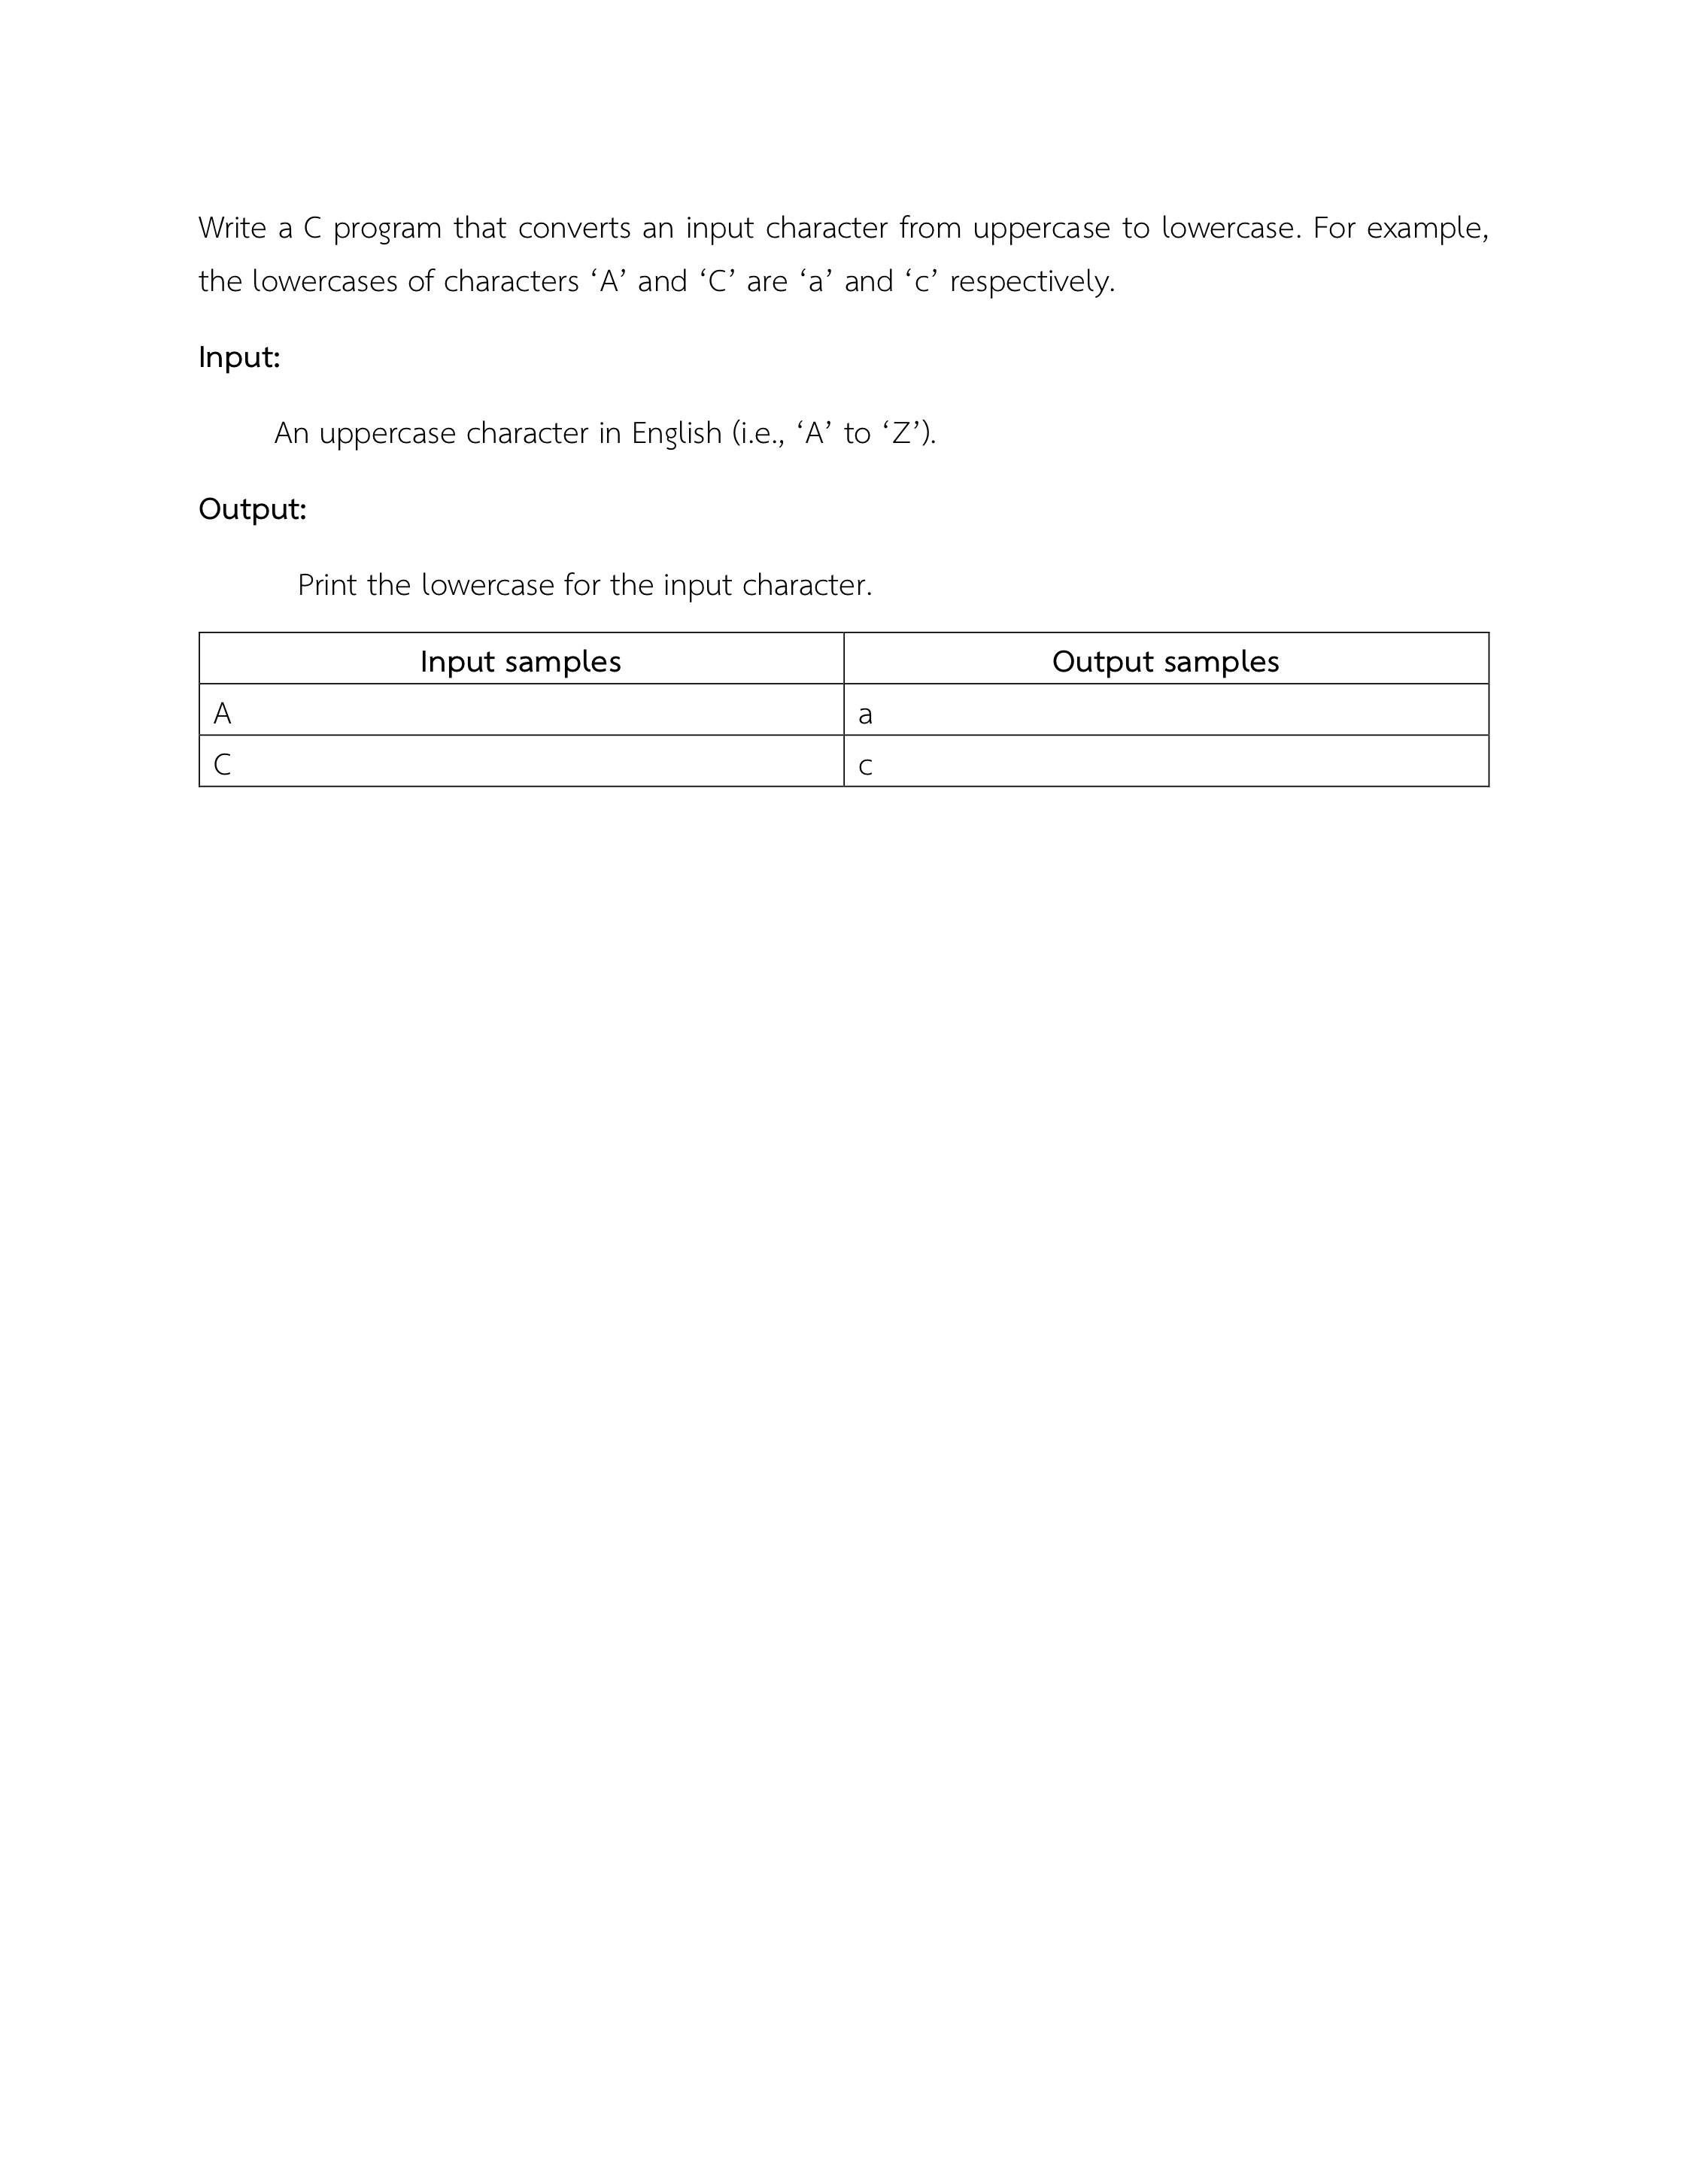 Write a C program that converts an input character from uppercase to lowercase. For example,
the lowercases of characters ‘A’ and ‘C’ are ‘a’ and ‘c’ respectively.
Input:
An uppercase character in English (i.e., ‘A’ to ‘Z’).
Output:
Print the lowercase for the input character.
Input samples Output samples
A a
C c